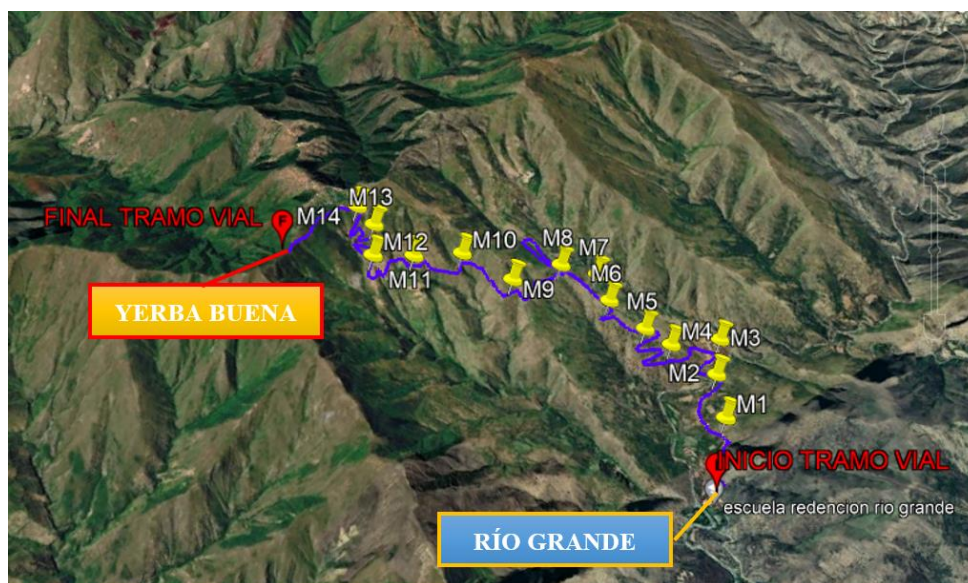 M13
FINAL TRAMO VIAL
F
M14
M12
M10
M8
M7
M11
M6
M9
YERBA BUENA
M5
M4
M3
M2
M1
INICIO TRAMO VIAL
escuela redencion rio grande
RÍO GRANDE